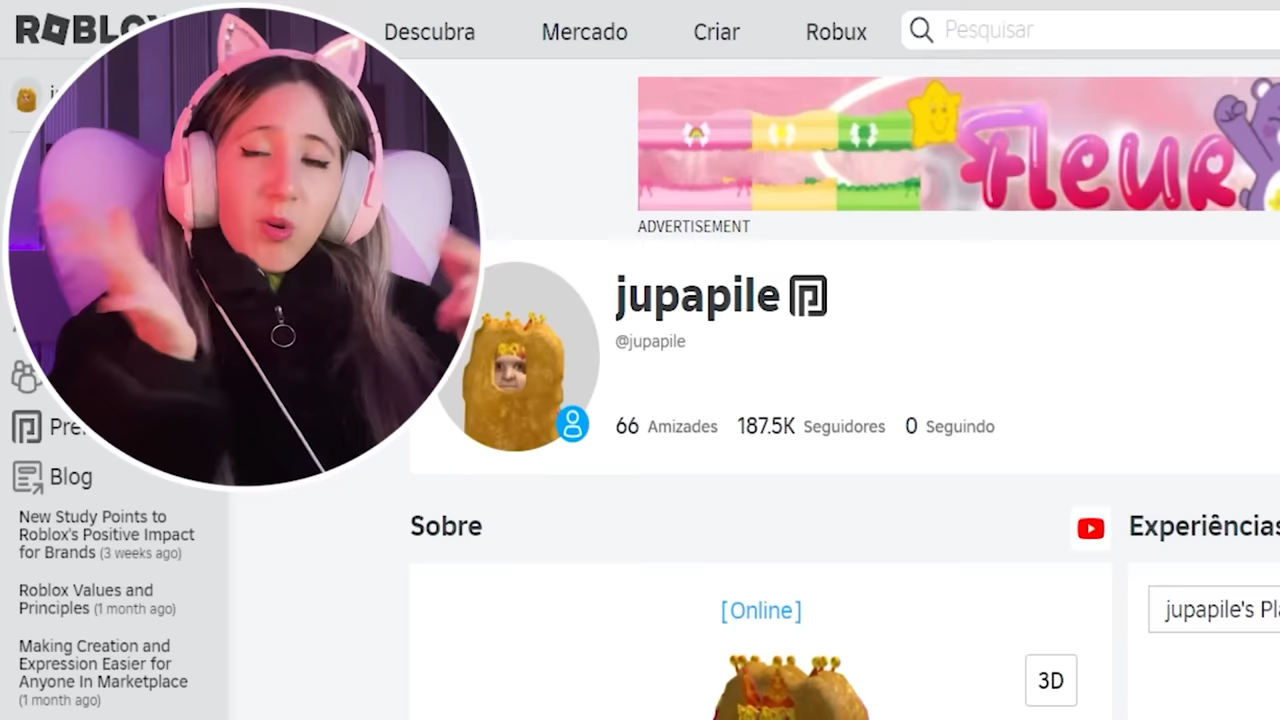 ROBLOX
Descubra
Mercado
Criar
Robux
Pesquisar
Fleur
ADVERTISEMENT
jupapile
@jupapile
66 Amizades
187.5K Seguidores
0 Seguindo
Blog
New Study Points to
Roblox's Positive Impact
for Brands (3 weeks ago)
Roblox Values and
Principles (1 month ago)
Making Creation and
Expression Easier for
Anyone In Marketplace
(1 month ago)
Sobre
[Online]
3D
Experiências
jupapile's Pla